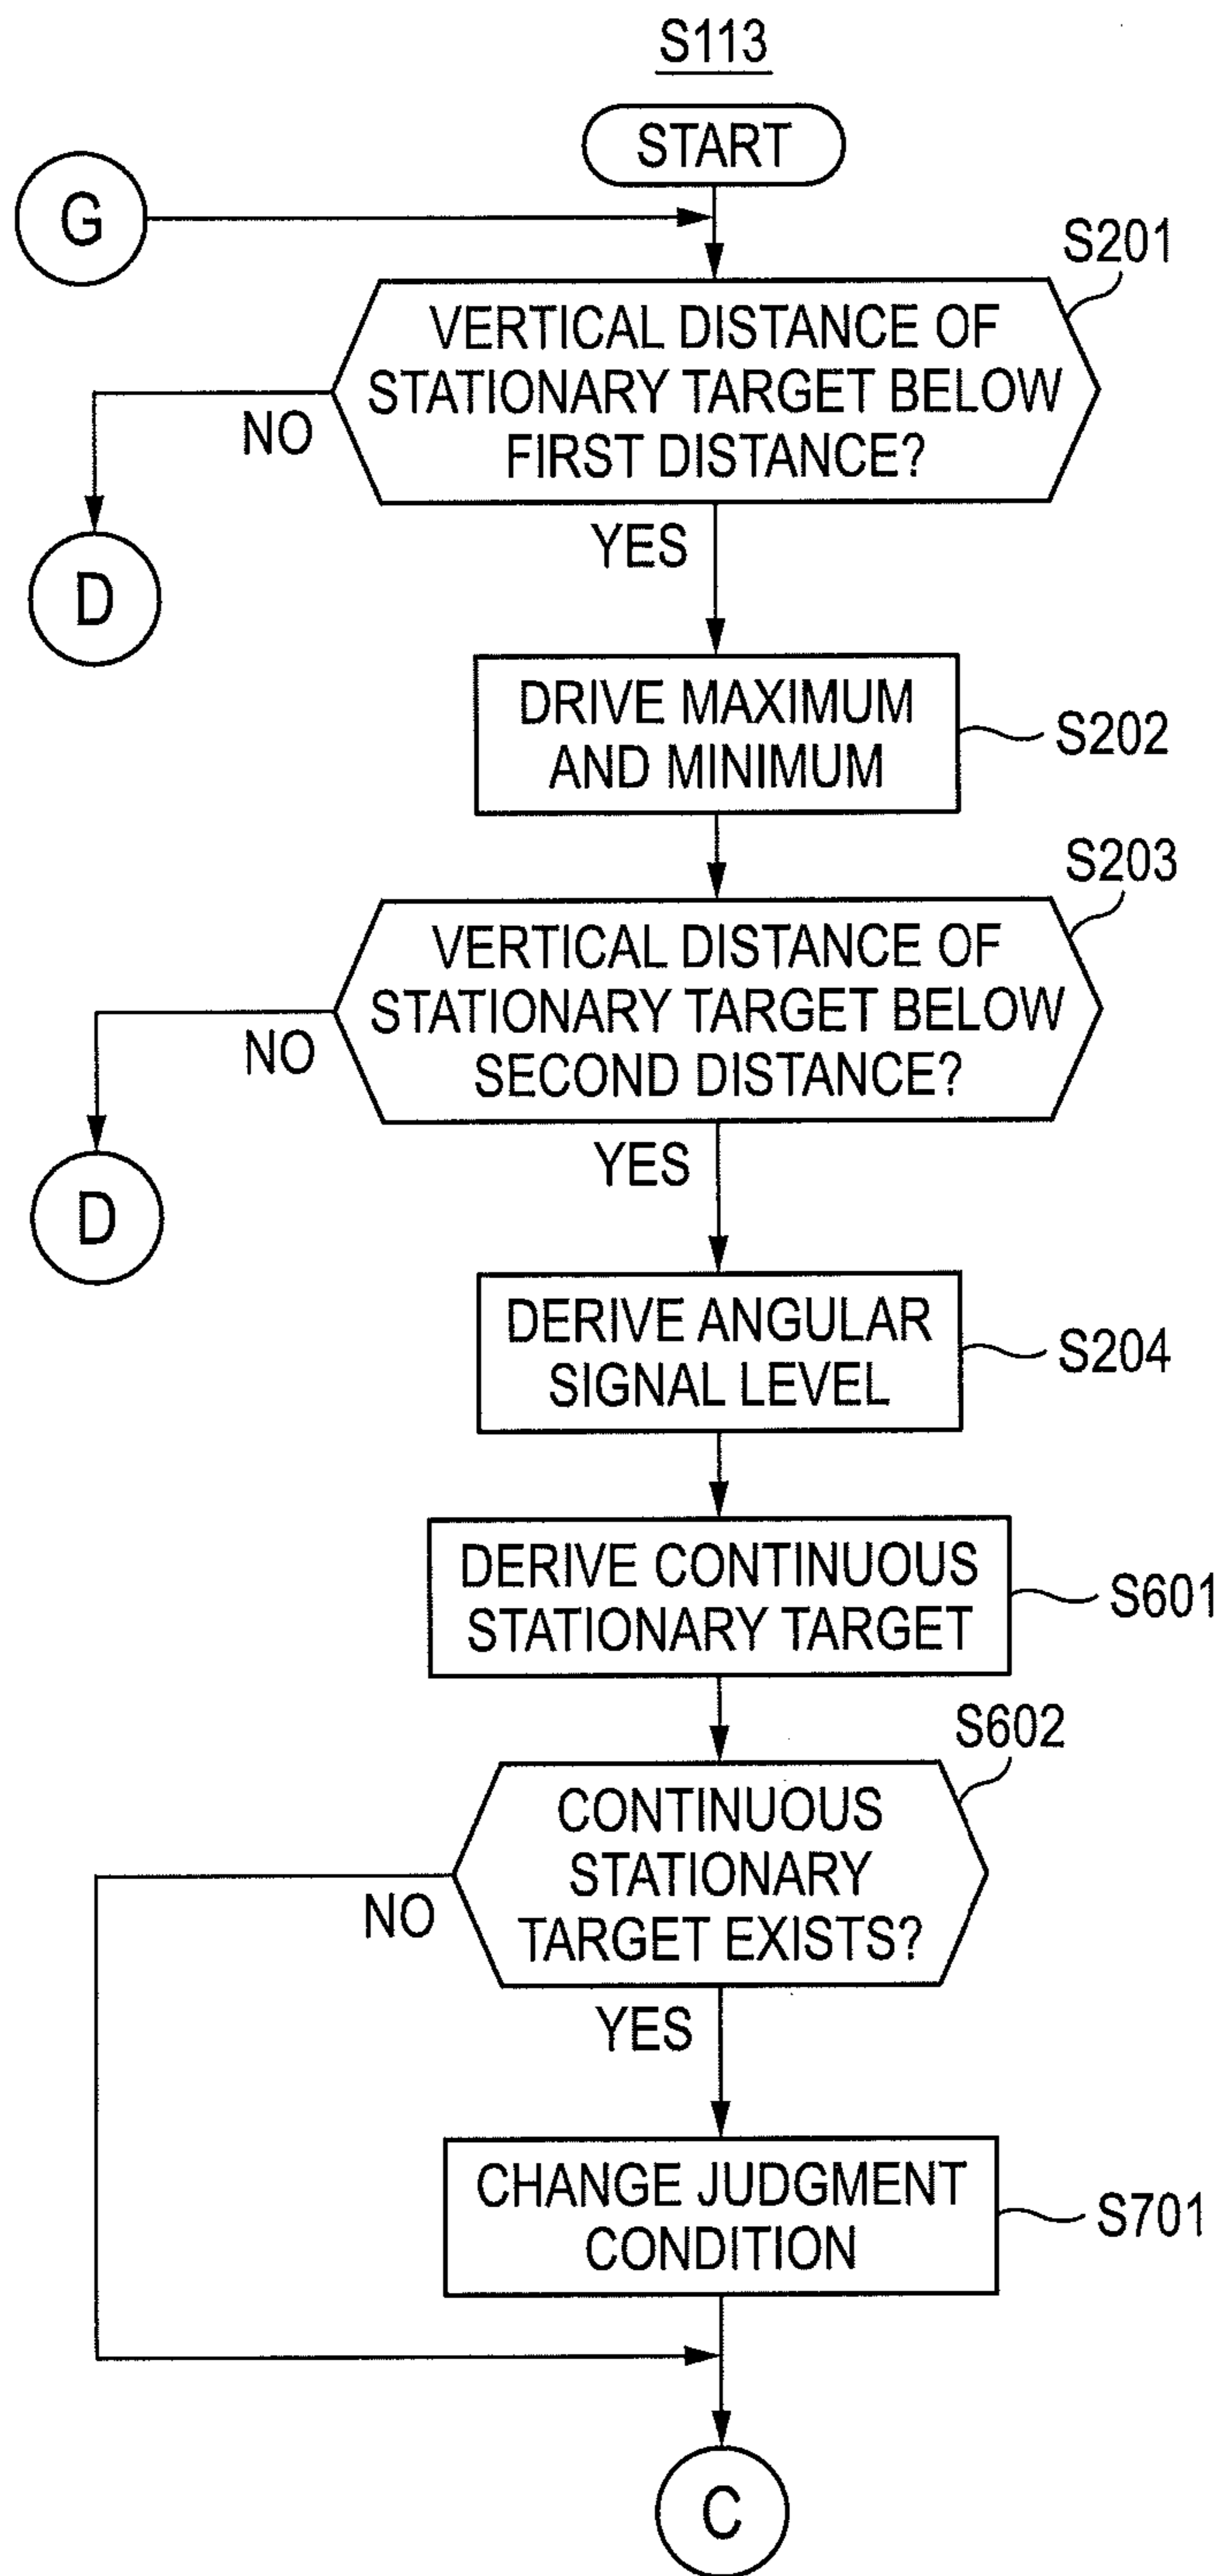 S113
START
G
S201
VERTICAL DISTANCE OF
STATIONARY TARGET BELOW
FIRST DISTANCE?
NO
YES
D
DRIVE MAXIMUM
AND MINIMUM
S202
S203
VERTICAL DISTANCE OF
STATIONARY TARGET BELOW
SECOND DISTANCE?
NO
YES
D
DERIVE ANGULAR
SIGNAL LEVEL
S204
DERIVE CONTINUOUS
STATIONARY TARGET
S601
S602
CONTINUOUS
STATIONARY
TARGET EXISTS?
NO
YES
CHANGE JUDGMENT
CONDITION
S701
C